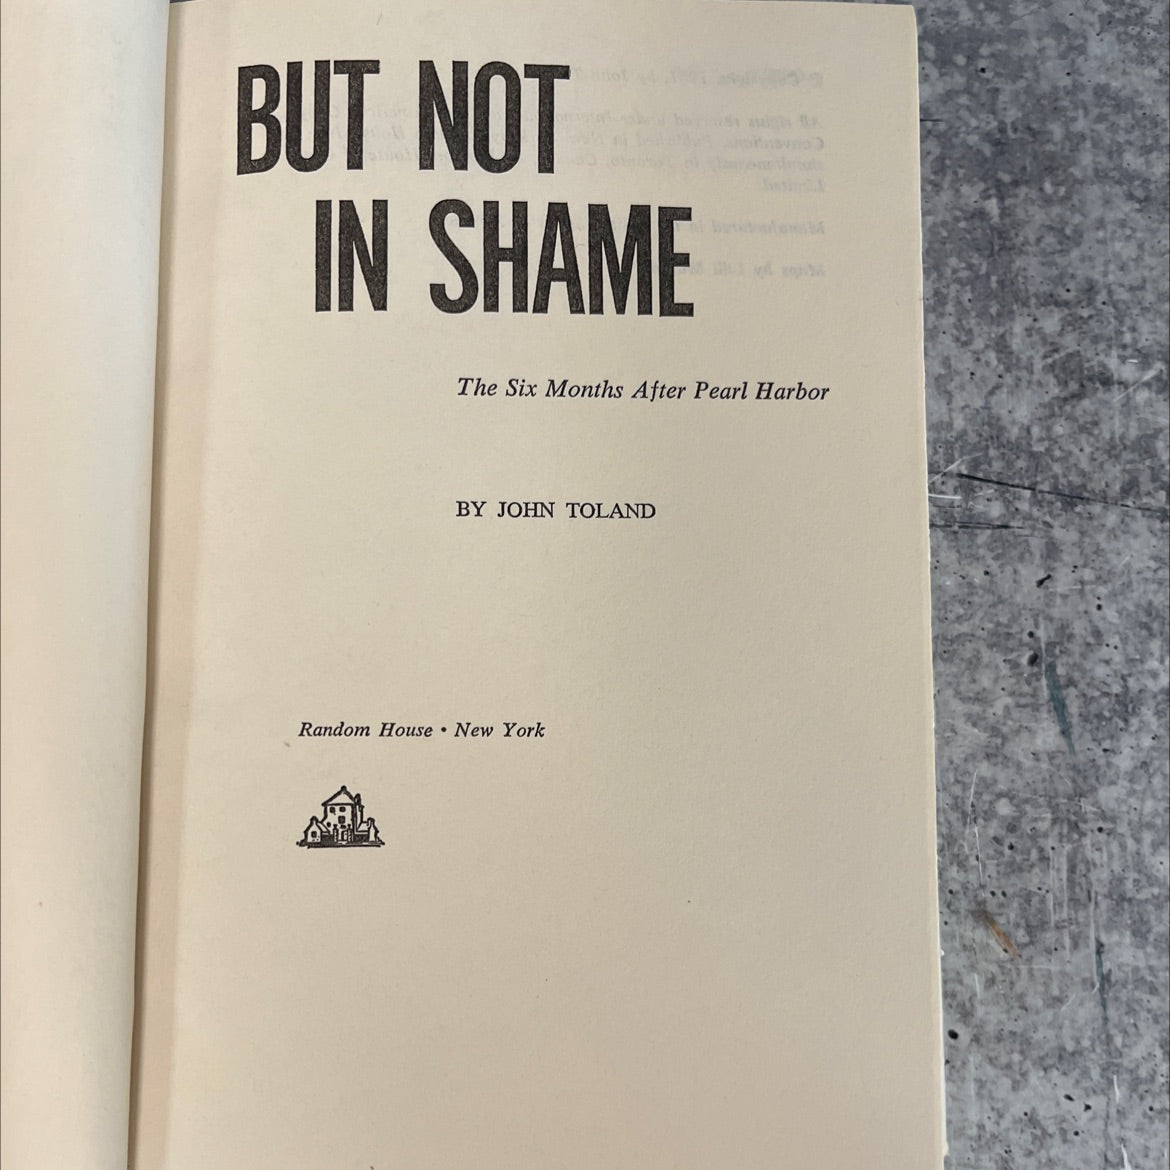 BUT NOT
IN SHAME
The Six Months After Pearl Harbor
BY JOHN TOLAND
Random House • New York